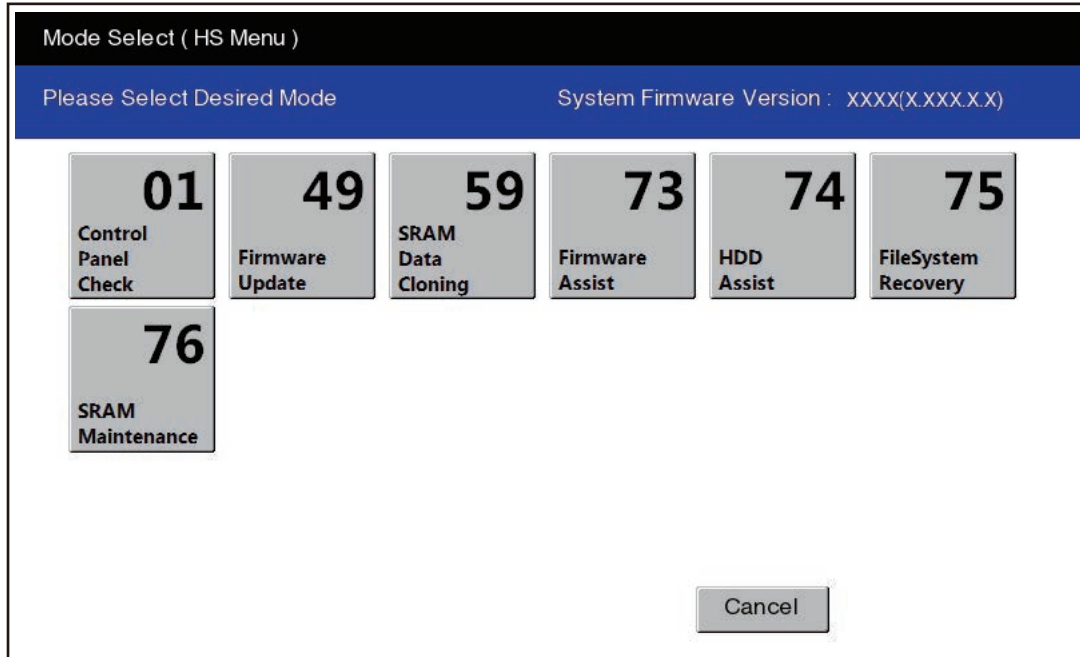 Mode Select ( HS Menu )
Please Select Desired Mode
System Firmware Version : XXXX(X.XXX.X.X)
01
Control
Panel
Check
49
Firmware
Update
59
SRAM
Data
Cloning
73
Firmware
Assist
74
HDD
Assist
75
FileSystem
Recovery
76
SRAM
Maintenance
Cancel